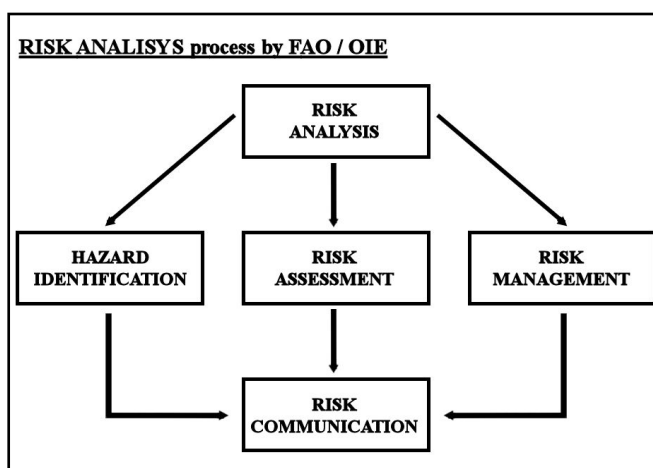 RISK ANALISYS process by FAO / OIE
RISK
ANALYSIS
HAZARD
IDENTIFICATION
RISK
ASSESSMENT
RISK
MANAGEMENT
RISK
COMMUNICATION